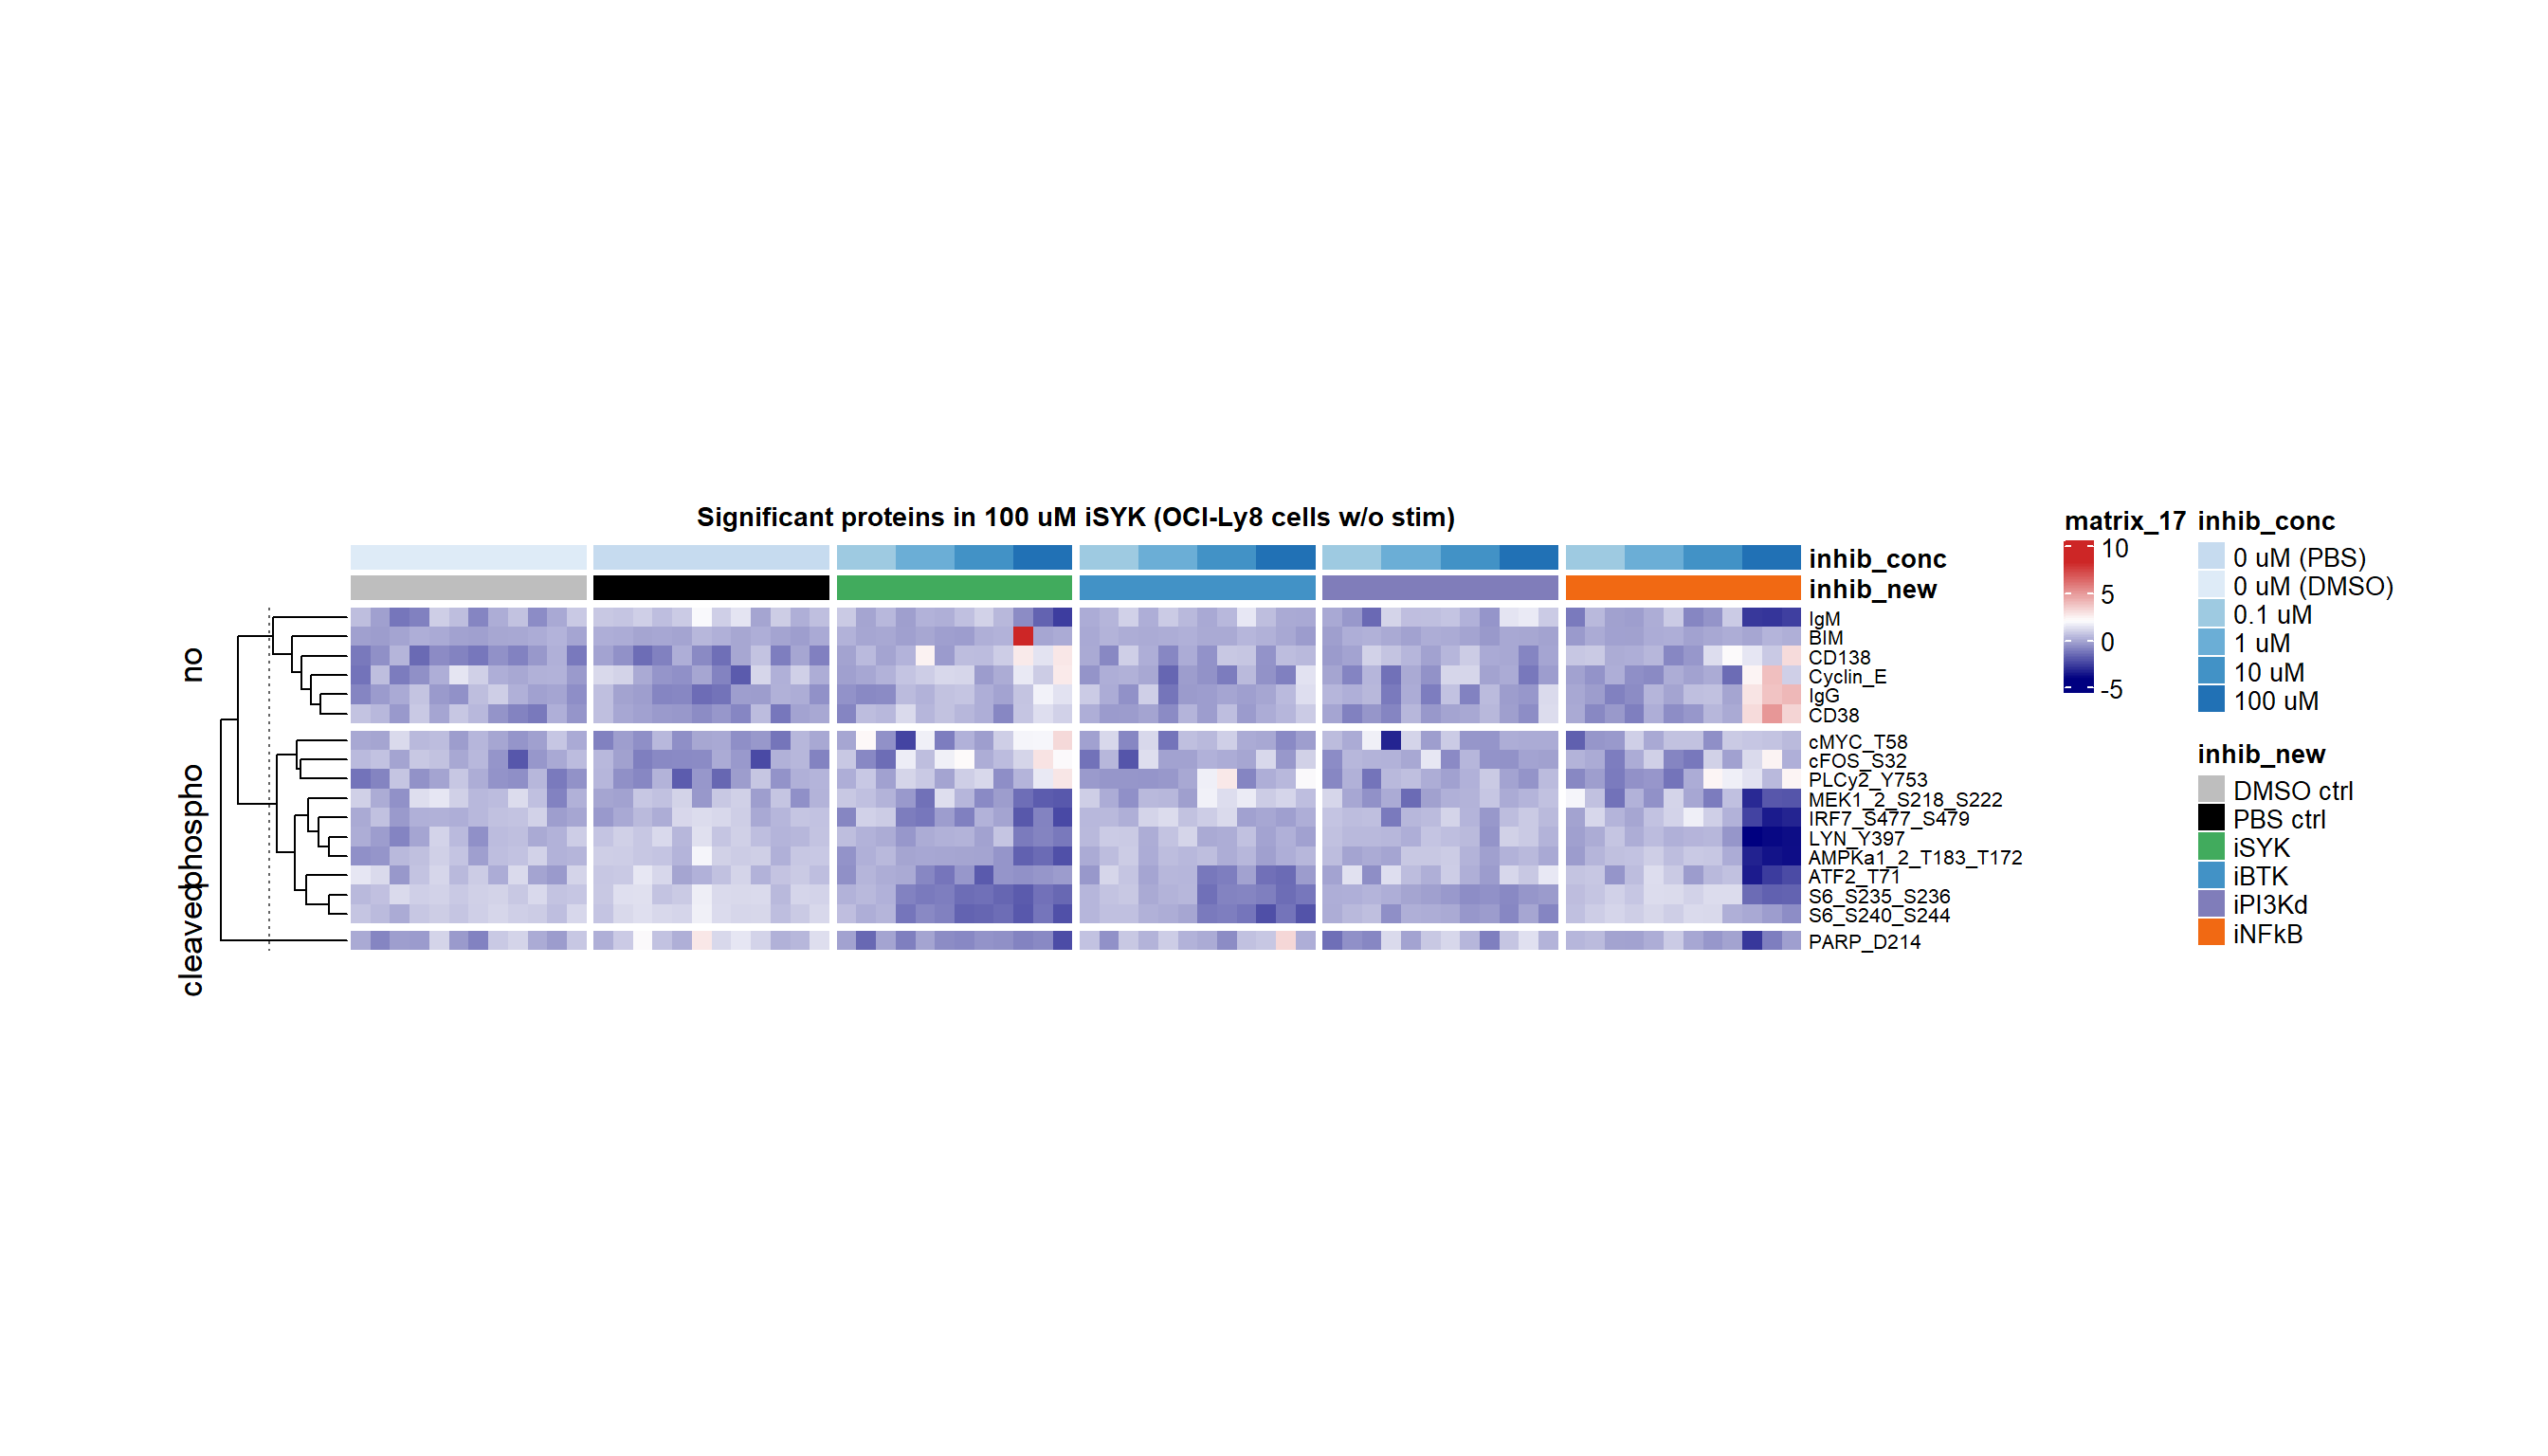 Significant proteins in 100 uM iSYK (OCI-Ly8 cells w/o stim)
inhib_conc
inhib_new
no
phospho
cleaved
IgM
BIM
CD138
Cyclin_E
IgG
CD38
cMYC_T58
cFOS_S32
PLCy2_Y753
MEK1_2_S218_S222
IRF7_S477_S479
LYN_Y397
AMPKa1_2_T183_T172
ATF2_T71
S6_S235_S236
S6_S240_S244
PARP_D214
matrix_17
10
5
0
-5
inhib_conc
0 uM (PBS)
0 uM (DMSO)
0.1 uM
1 uM
10 uM
100 uM
inhib_new
DMSO ctrl
PBS ctrl
iSYK
iBTK
iPI3Kd
iNFkB